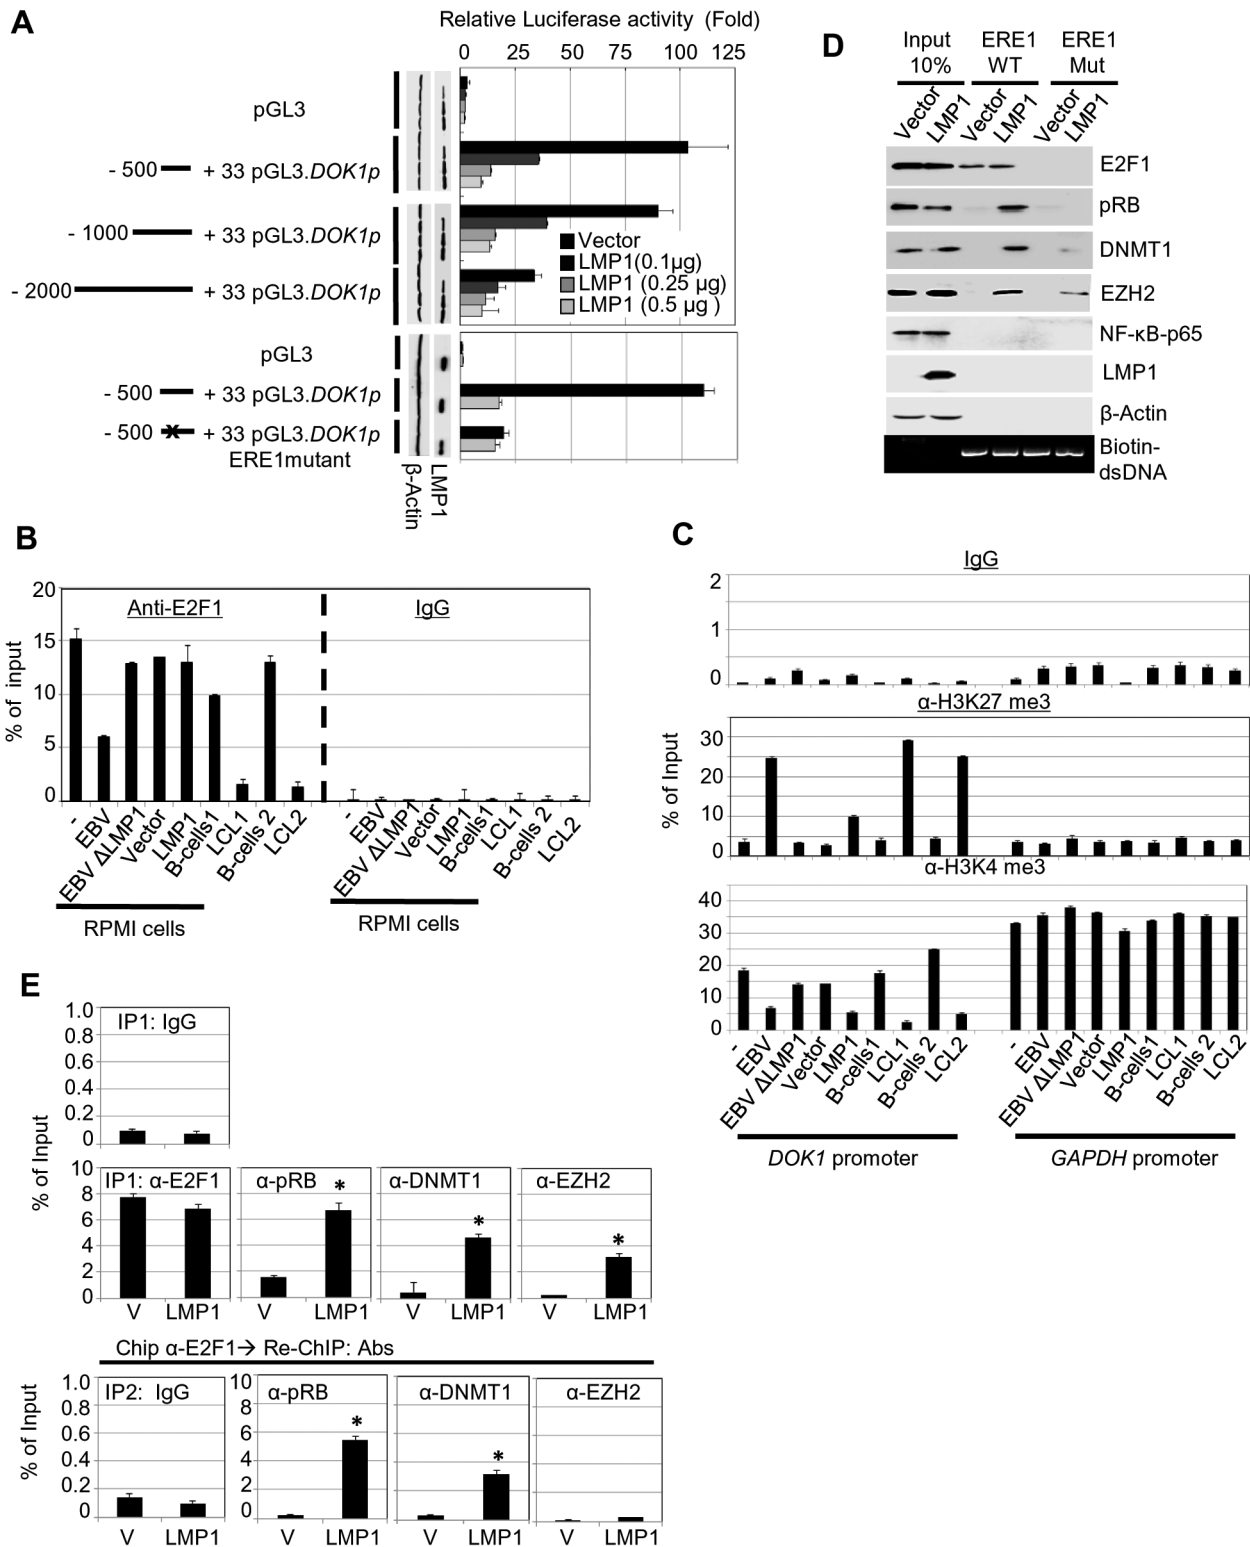 A
Relative Luciferase activity (Fold)
0 25 50 75 100 125
pGL3
- 500 + 33 pGL3.DOK1p
- 1000 + 33 pGL3.DOK1p
- 2000 + 33 pGL3.DOK1p
Vector
LMP1(0.1µg)
LMP1 (0.25 µg)
LMP1 (0.5 µg )
pGL3
- 500 + 33 pGL3.DOK1p
- 500 x + 33 pGL3.DOK1p
ERE1mutant
β-Actin
LMP1
D
Input 10%
ERE1 WT
ERE1 Mut
Vector LMP1 Vector LMP1 Vector LMP1
E2F1
pRB
DNMT1
EZH2
NF-κB-p65
LMP1
β-Actin
Biotin-
dsDNA
B
% of input
20
15
10
5
0
Anti-E2F1
IgG
- EBV EBV ΔLMP1 Vector LMP1 B-cells1 LCL1 B-cells 2 LCL2
- EBV EBV ΔLMP1 Vector LMP1 B-cells1 LCL1 B-cells 2 LCL2
RPMI cells
RPMI cells
C
IgG
2
1
0
α-H3K27 me3
% of Input
30
20
10
0
α-H3K4 me3
40
30
20
10
0
- EBV EBV ΔLMP1 Vector LMP1 B-cells1 LCL1 B-cells 2 LCL2
- EBV EBV ΔLMP1 Vector LMP1 B-cells1 LCL1 B-cells 2 LCL2
DOK1 promoter
GAPDH promoter
E
% of Input
1.0
0.8
0.6
0.4
0.2
0
IP1: IgG
10
8
6
4
2
0
IP1: α-E2F1
α-pRB
*
α-DNMT1
*
α-EZH2
*
V LMP1 V LMP1 V LMP1 V LMP1
Chip α-E2F1→ Re-ChIP: Abs
% of Input
1.0
0.8
0.6
0.4
0.2
0
IP2: IgG
10
8
6
4
2
0
α-pRB
*
α-DNMT1
*
α-EZH2
V LMP1 V LMP1 V LMP1 V LMP1